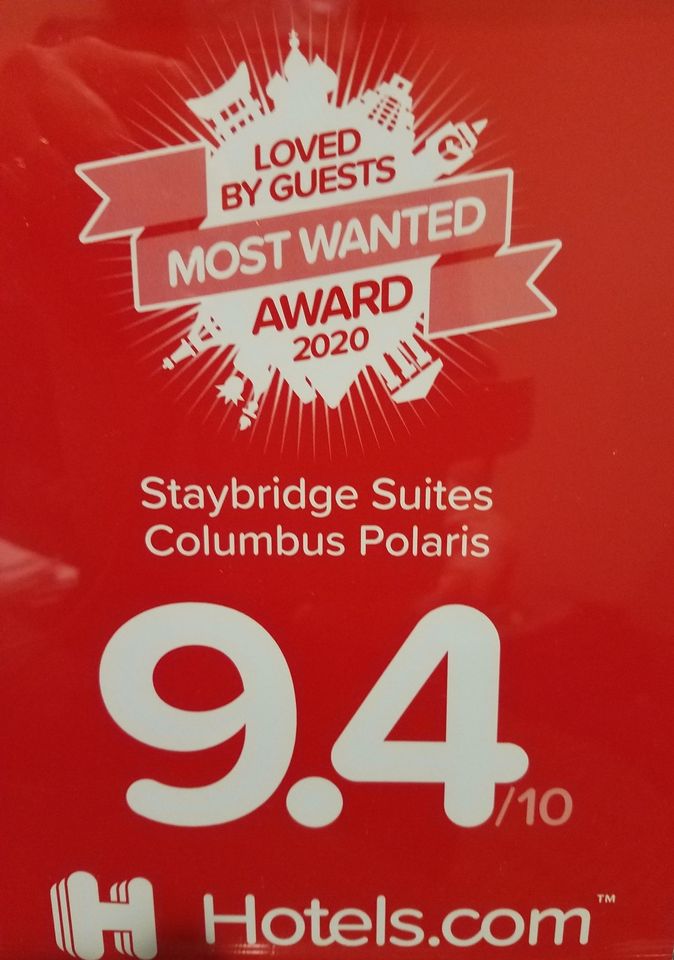 LOVED
BY GUESTS
MOST WANTED
AWARD
2020
Staybridge Suites
Columbus Polaris
9.4/10
H Hotels.com™